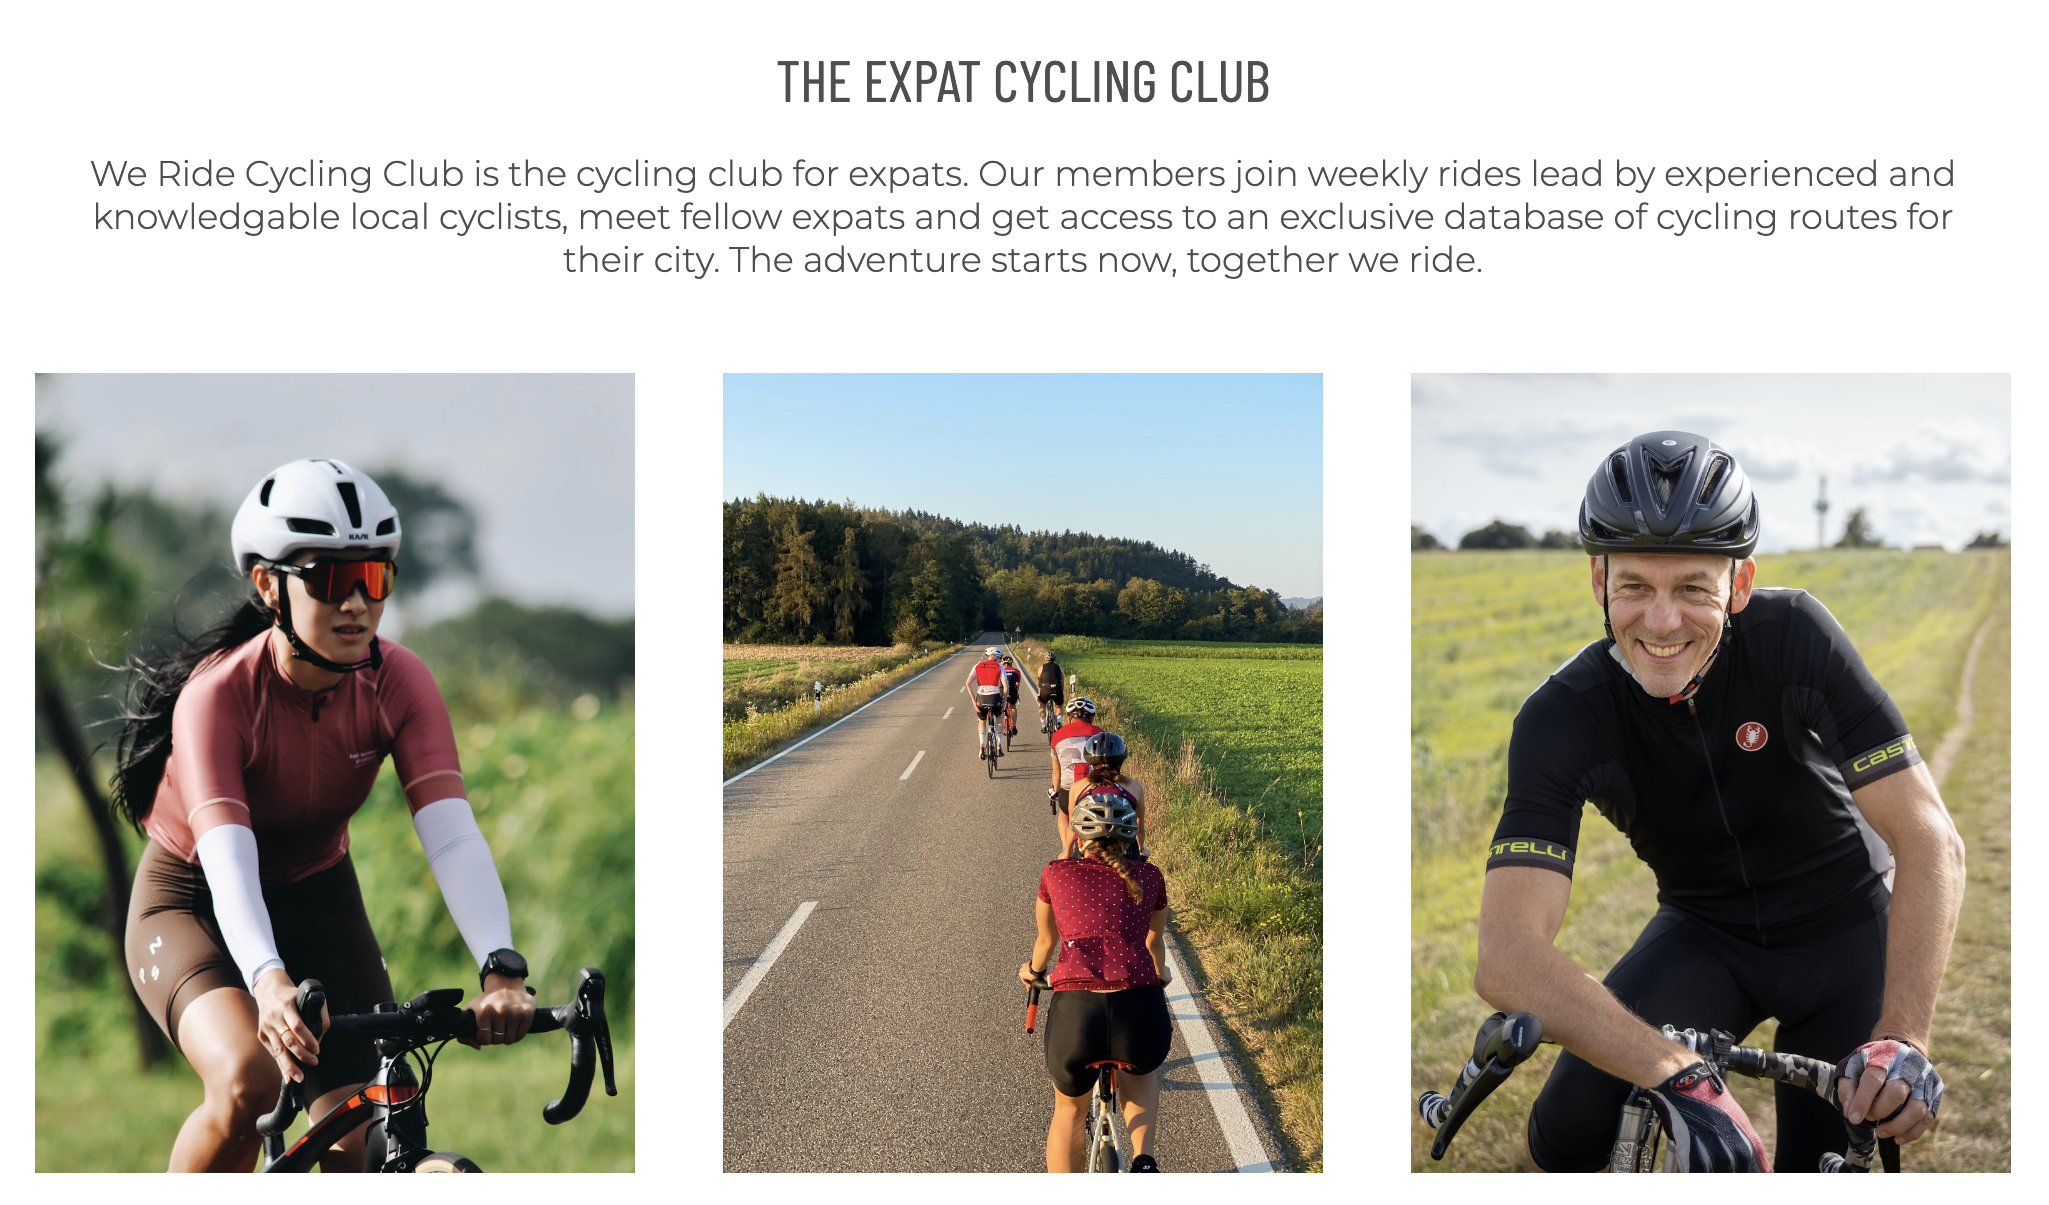 THE EXPAT CYCLING CLUB
We Ride Cycling Club is the cycling club for expats. Our members join weekly rides lead by experienced and
knowledgable local cyclists, meet fellow expats and get access to an exclusive database of cycling routes for
their city. The adventure starts now, together we ride.
KASK
CAST
TELLI